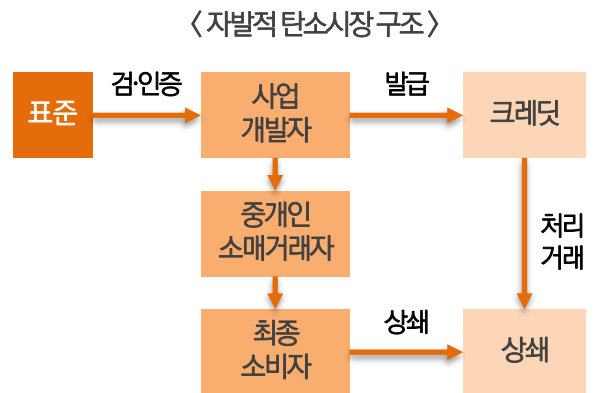 〈 자발적 탄소시장 구조 〉
표준
검·인증
사업
개발자
발급
크레딧
중개인
소매거래자
처리
거래
최종
소비자
상쇄
상쇄